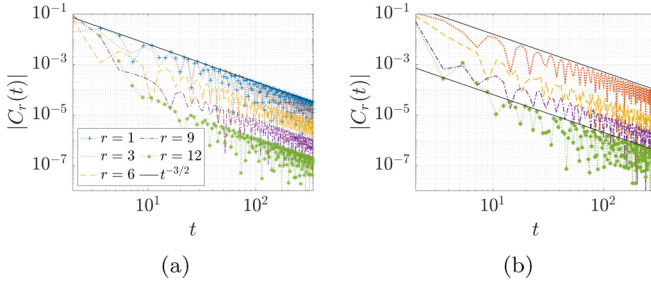 10^-1
10^-1
10^-3
10^-3
|C_r(t)|
|C_r(t)|
10^-5
10^-5
r = 1 r = 9
r = 3 r = 12
10^-7
10^-7
r = 6 t^-3/2
10^1 10^2
10^1 10^2
t
t
(a)
(b)